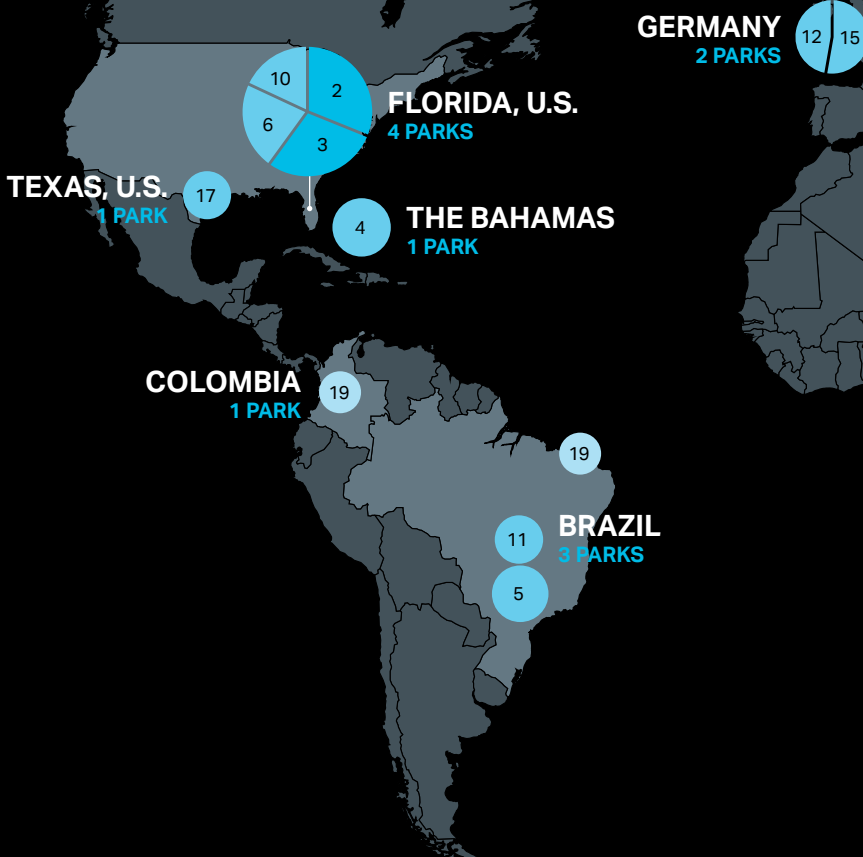 GERMANY
2 PARKS
12
15
10
2
6
3
FLORIDA, U.S.
4 PARKS
TEXAS, U.S.
1 PARK
17
4
THE BAHAMAS
1 PARK
COLOMBIA
1 PARK
19
19
11
BRAZIL
3 PARKS
5